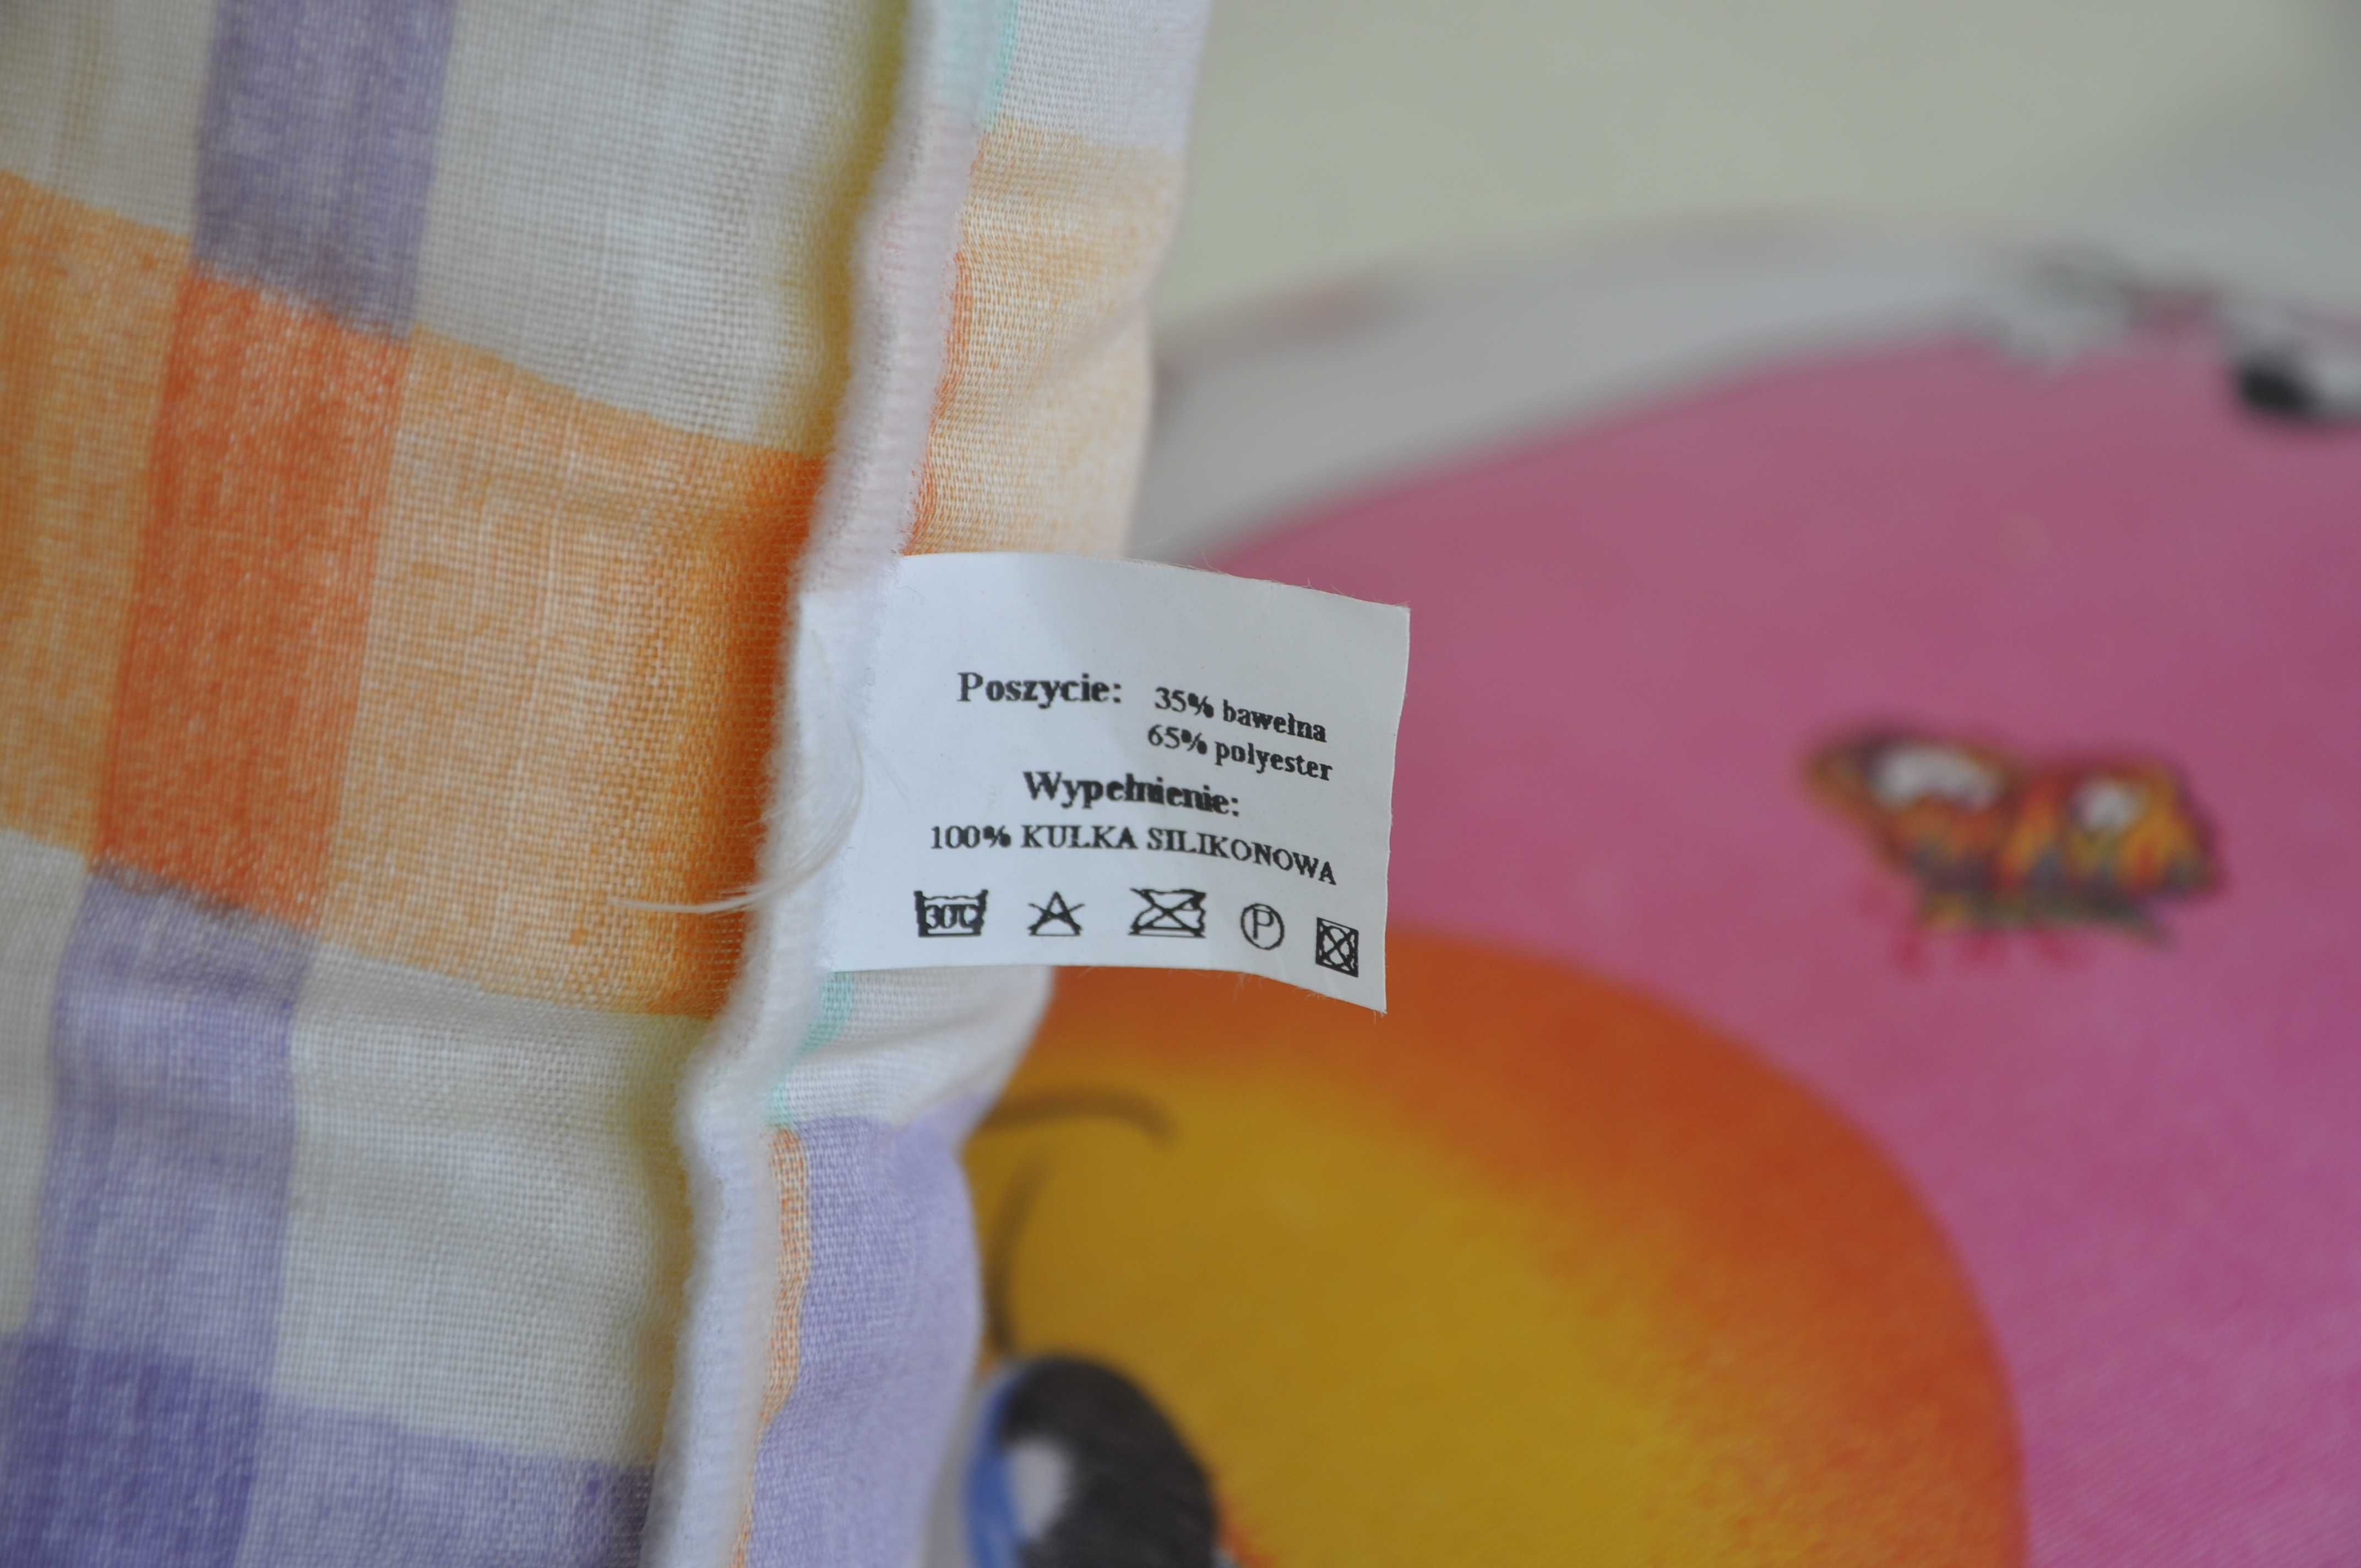 Poszycie: 35% bawełna
65% polyester
Wypełnienie:
100% KULKA SILIKONOWA
30℃ A P